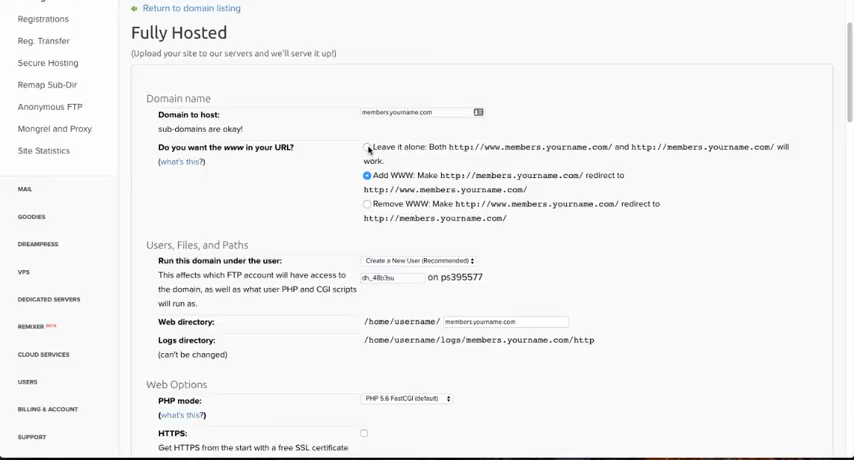 Return to domain listing
Registrations
Fully Hosted
Reg. Transfer
(Upload your site to our servers and we'll serve it up!)
Secure Hosting
Remap Sub-Dir
Anonymous FTP
Mongrel and Proxy
Site Statistics
MAIL
GOODIES
DREAMPRESS
VPS
DEDICATED SERVERS
REMIXER BETA
CLOUD SERVICES
USERS
BILLING & ACCOUNT
SUPPORT
Domain name
Domain to host: members.yourname.com
sub-domains are okay!
Do you want the www in your URL?
(what's this?)
Leave it alone: Both http://www.members.yourname.com/ and http://members.yourname.com/ will
work.
Add WWW: Make http://members.yourname.com/ redirect to
http://www.members.yourname.com/
Remove WWW: Make http://www.members.yourname.com/ redirect to
http://members.yourname.com/
Users, Files, and Paths
Run this domain under the user: Create a New User (Recommended)
This affects which FTP account will have access to
the domain, as well as what user PHP and CGI scripts
will run as.
dh_48b3su on ps395577
Web directory: /home/username/ members.yourname.com
Logs directory: /home/username/logs/members.yourname.com/http
(can't be changed)
Web Options
PHP mode: PHP 5.6 FastCGI (default)
(what's this?)
HTTPS:
Get HTTPS from the start with a free SSL certificate